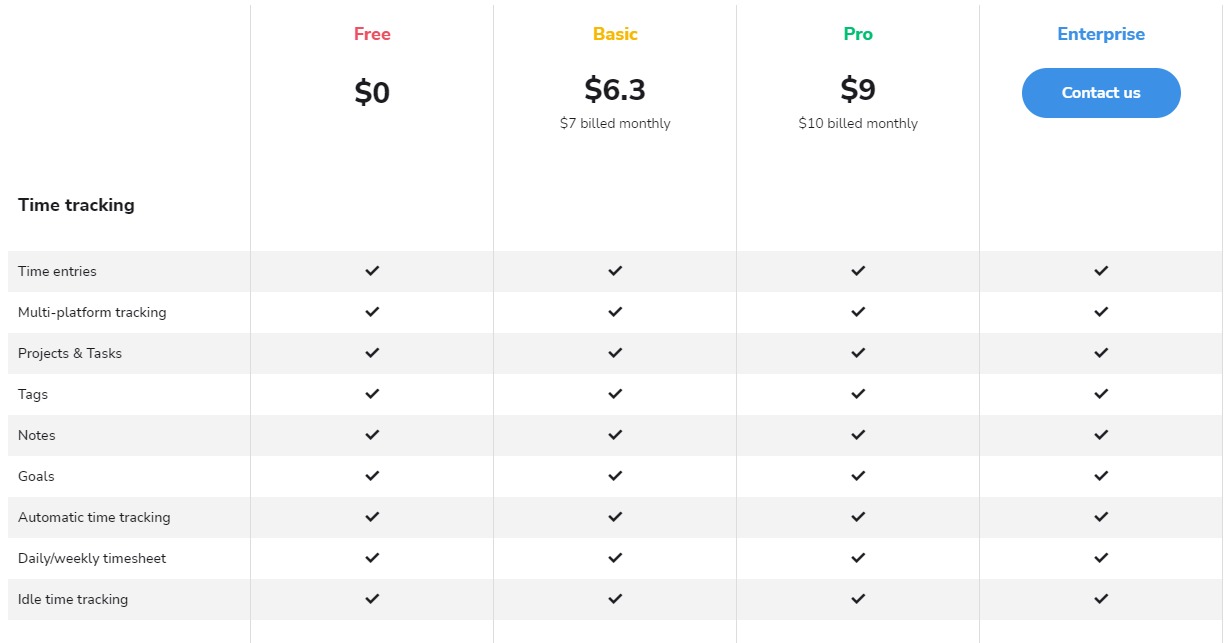 Free Basic Pro Enterprise
$0 $6.3 $9 Contact us
$7 billed monthly $10 billed monthly
Time tracking
Time entries
Multi-platform tracking
Projects & Tasks
Tags
Notes
Goals
Automatic time tracking
Daily/weekly timesheet
Idle time tracking